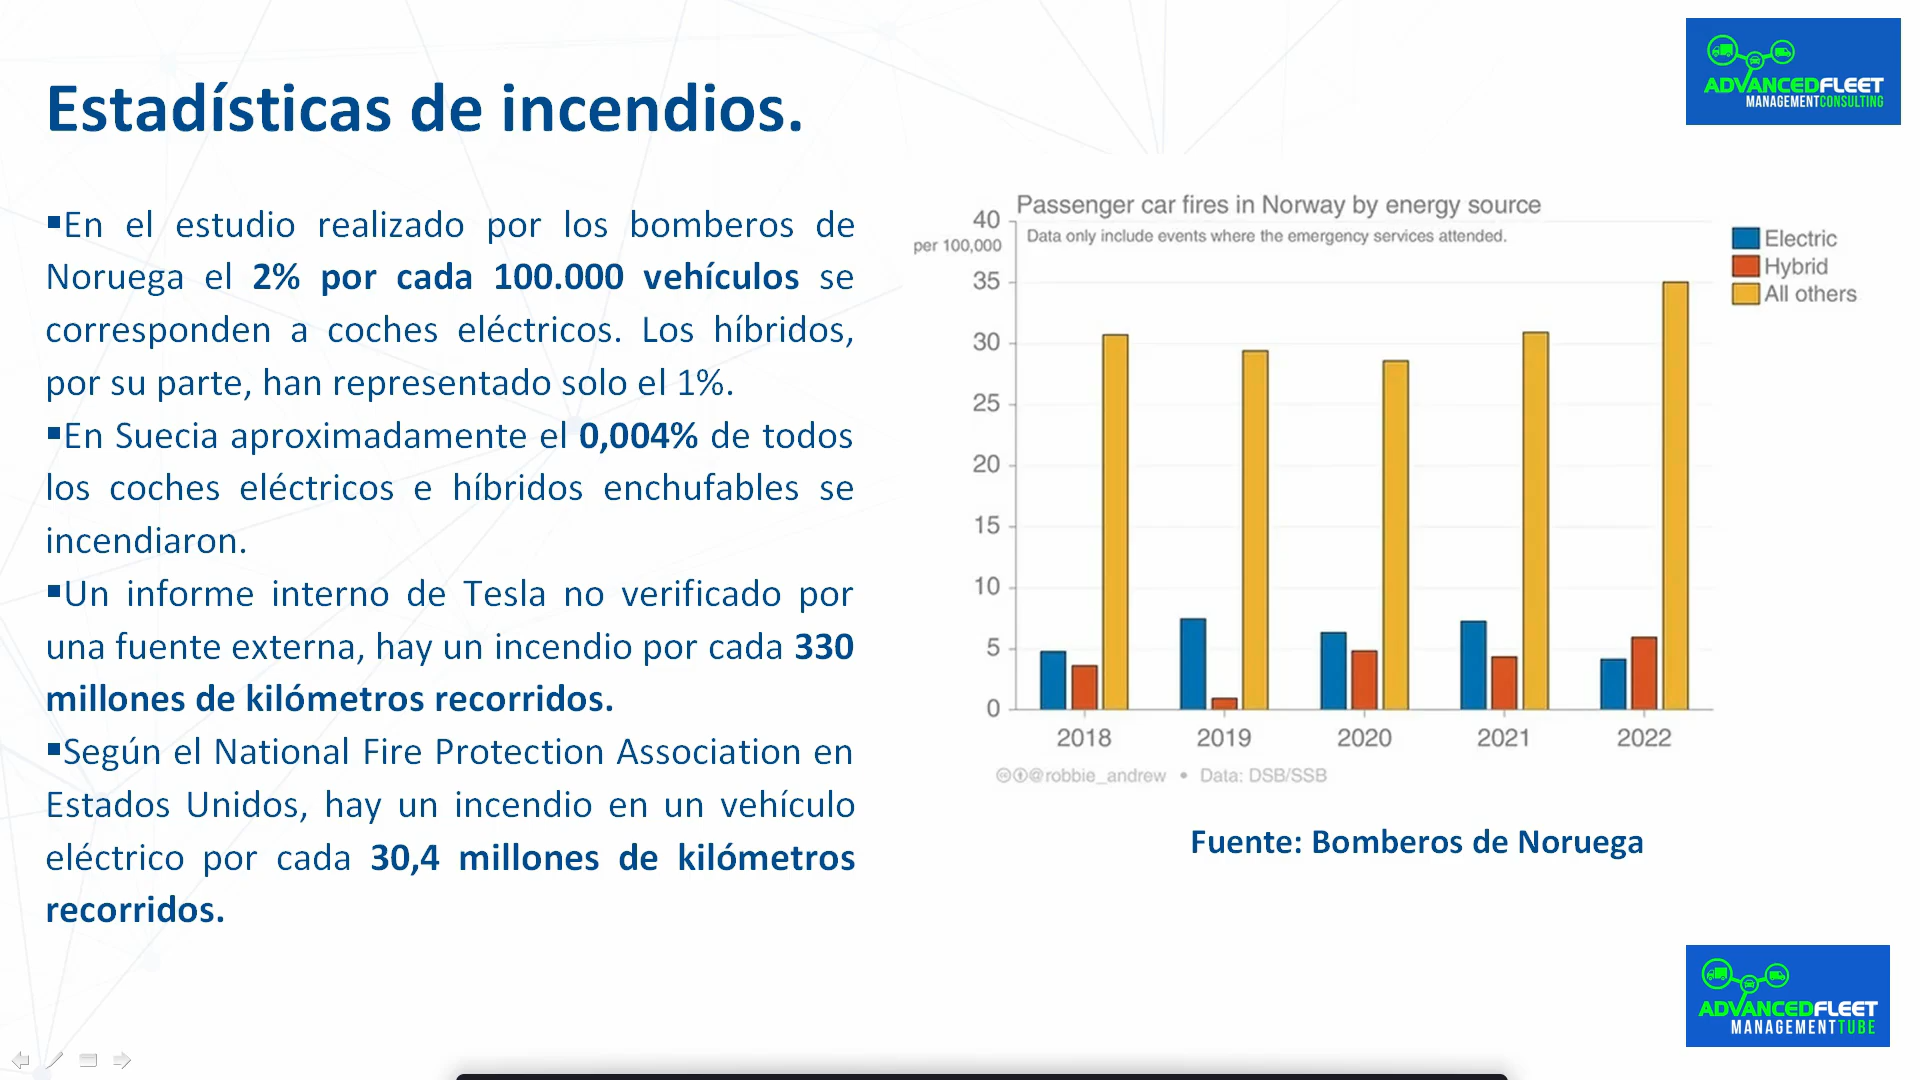 Estadísticas de incendios.
ADVANCEDFLEET
MANAGEMENTCONSULTING
▪En el estudio realizado por los bomberos de
Noruega el 2% por cada 100.000 vehículos se
corresponden a coches eléctricos. Los híbridos,
por su parte, han representado solo el 1%.
▪En Suecia aproximadamente el 0,004% de todos
los coches eléctricos e híbridos enchufables se
incendiaron.
▪Un informe interno de Tesla no verificado por
una fuente externa, hay un incendio por cada 330
millones de kilómetros recorridos.
▪Según el National Fire Protection Association en
Estados Unidos, hay un incendio en un vehículo
eléctrico por cada 30,4 millones de kilómetros
recorridos.
Passenger car fires in Norway by energy source
Data only include events where the emergency services attended.
per 100,000
40
35
30
25
20
15
10
5
0
2018 2019 2020 2021 2022
Electric
Hybrid
All others
@robbie_andrew • Data: DSB/SSB
Fuente: Bomberos de Noruega
ADVANCEDFLEET
MANAGEMENTTUBE